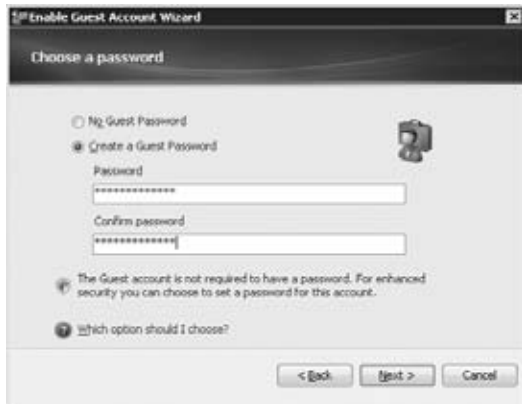 Enable Guest Account Wizard
Choose a password
No Guest Password
Create a Guest Password
Password
*************
Confirm password
*************
The Guest account is not required to have a password. For enhanced
security you can choose to set a password for this account.
Which option should I choose?
< Back Next > Cancel